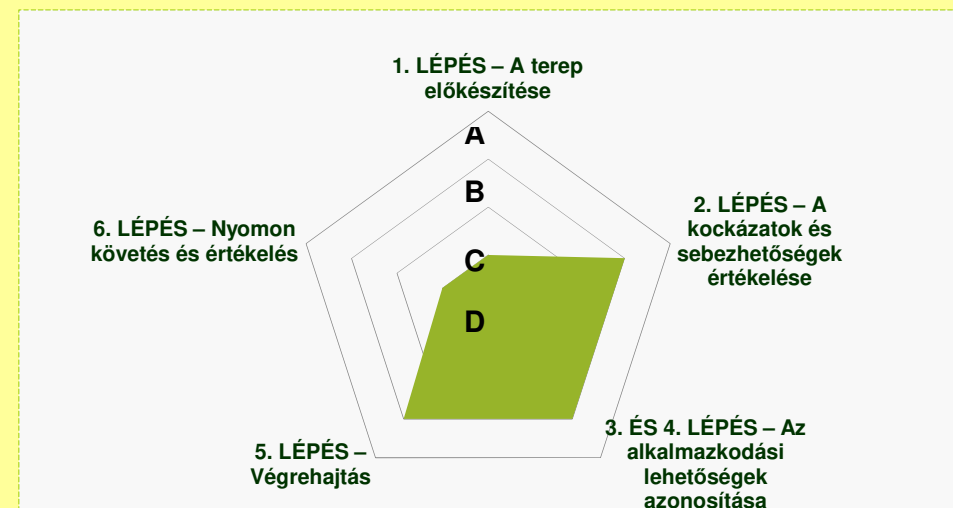 1. LÉPÉS – A terep
előkészítése
A
B
C
D
2. LÉPÉS – A
kockázatok és
sebezhetőségek
értékelése
3. ÉS 4. LÉPÉS – Az
alkalmazkodási
lehetőségek
azonosítása
5. LÉPÉS –
Végrehajtás
6. LÉPÉS – Nyomon
követés és értékelés